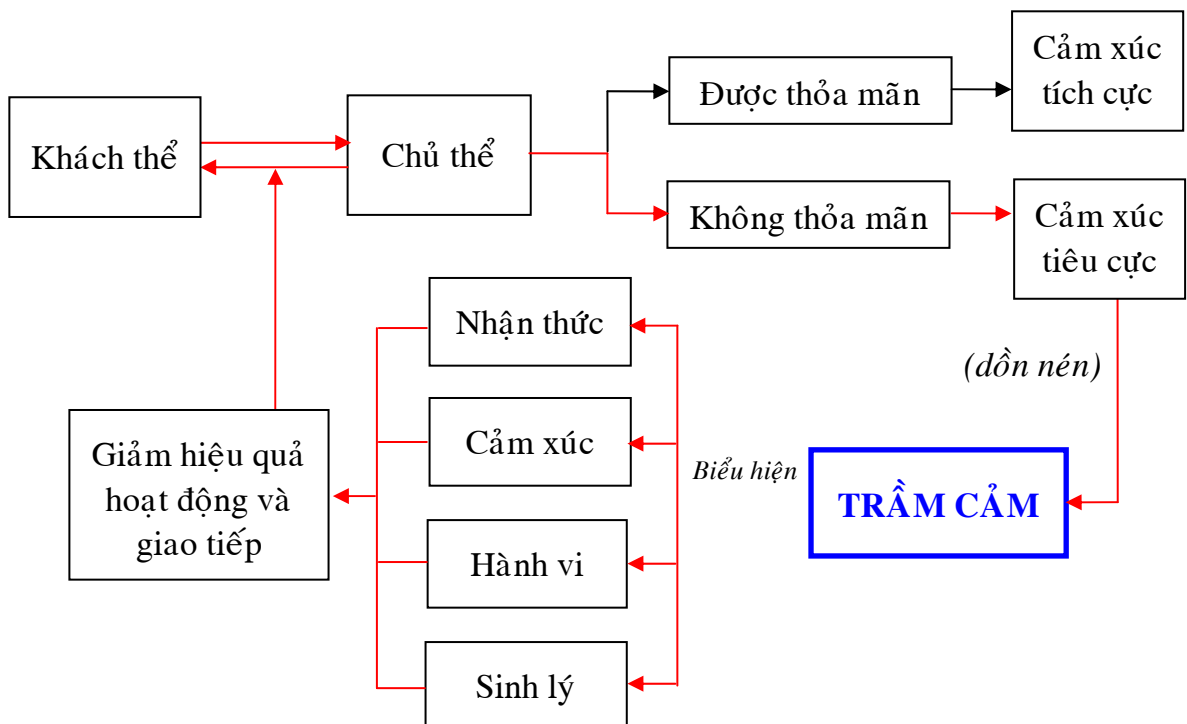 Khách thể
Chủ thể
Được thỏa mãn
Cảm xúc
tích cực
Không thỏa mãn
Cảm xúc
tiêu cực
(dồn nén)
TRẦM CẢM
Biểu hiện
Nhận thức
Cảm xúc
Hành vi
Sinh lý
Giảm hiệu quả
hoạt động và
giao tiếp